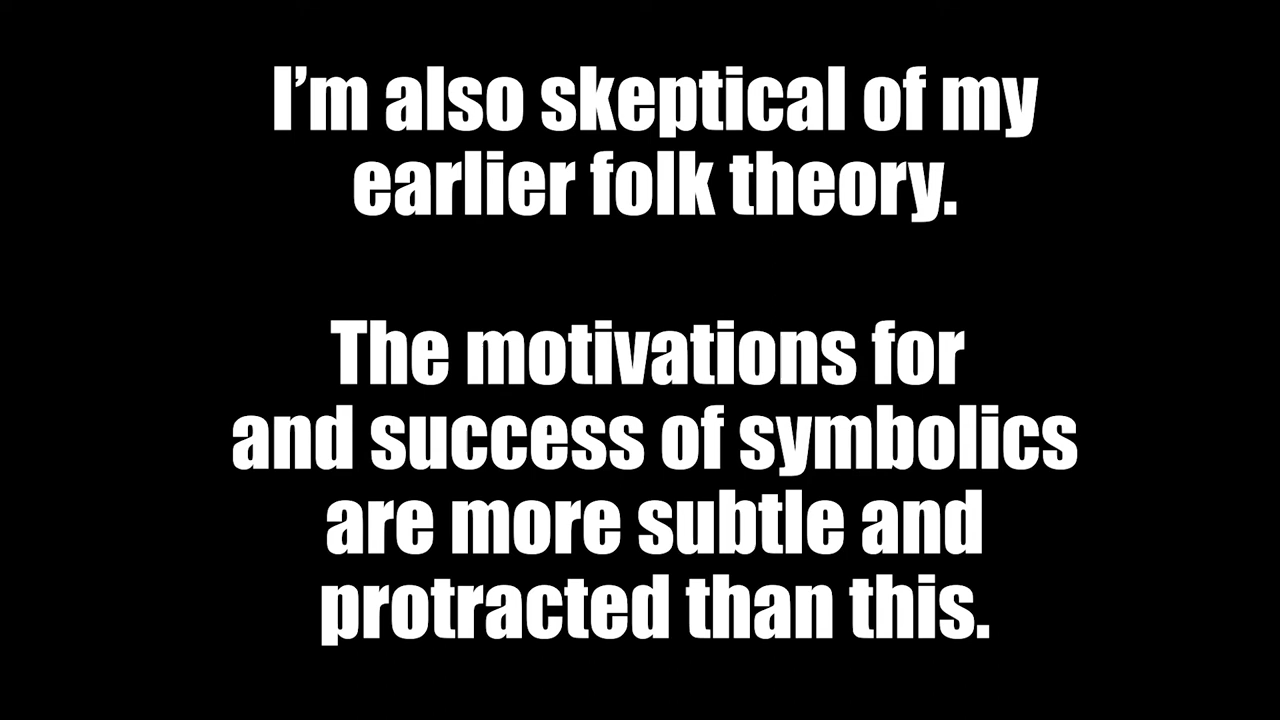 I’m also skeptical of my
earlier folk theory.
The motivations for
and success of symbolics
are more subtle and
protracted than this.